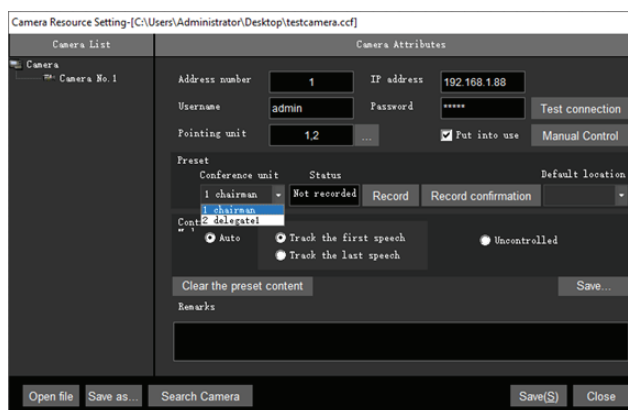 Camera Resource Setting-[C:\Users\Administrator\Desktop\testcamera.ccf]
Camera List
Camera Attributes
Camera
Camera No.1
Address number 1 IP address 192.168.1.88
Username admin Password ***** Test connection
Pointing unit 1,2 ... Put into use Manual Control
Preset
Conference unit Status Default location
1 chairman Not recorded Record Record confirmation
1 chairman
2 delegate1
Auto Track the first speech Uncontrolled
Track the last speech
Clear the preset content Save...
Remarks
Open file Save as... Search Camera Save(S) Close